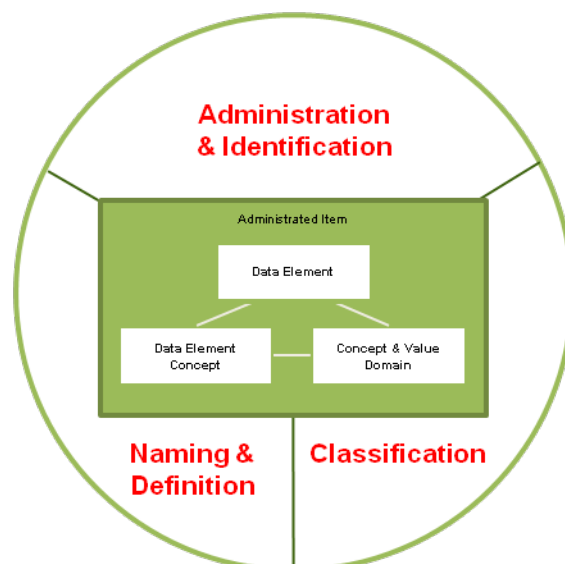 Administration
& Identification
Administrated Item
Data Element
Data Element
Concept
Concept & Value
Domain
Naming &
Definition
Classification